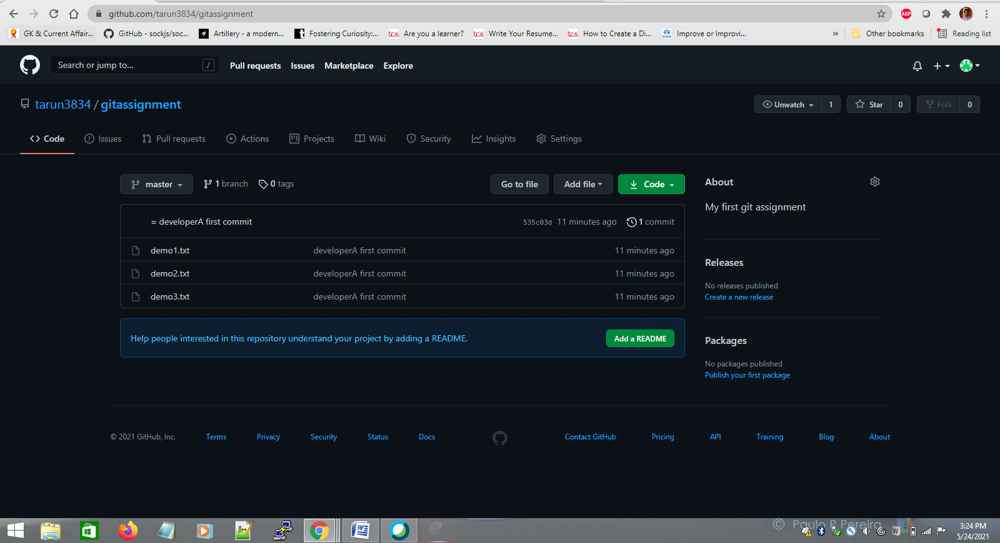 github.com/tarun3834/gitassignment
GK & Current Affair... GitHub - sockjs/soc... Artillery - a modern... Fostering Curiosity:... tcs Are you a learner? tcs Write Your Resume... tcs How to Create a Di... TATA Improve or Improvi... » Other bookmarks Reading list
Search or jump to... / Pull requests Issues Marketplace Explore
tarun3834 / gitassignment Unwatch 1 Star 0 Fork 0
Code Issues Pull requests Actions Projects Wiki Security Insights Settings
master 1 branch 0 tags Go to file Add file Code
= developerA first commit 535c03d 11 minutes ago 1 commit
demo1.txt developerA first commit 11 minutes ago
demo2.txt developerA first commit 11 minutes ago
demo3.txt developerA first commit 11 minutes ago
Help people interested in this repository understand your project by adding a README. Add a README
About
My first git assignment
Releases
No releases published
Create a new release
Packages
No packages published
Publish your first package
© 2021 GitHub, Inc. Terms Privacy Security Status Docs Contact GitHub Pricing API Training Blog About
© Paulo P Pereira
3:24 PM
5/24/2021